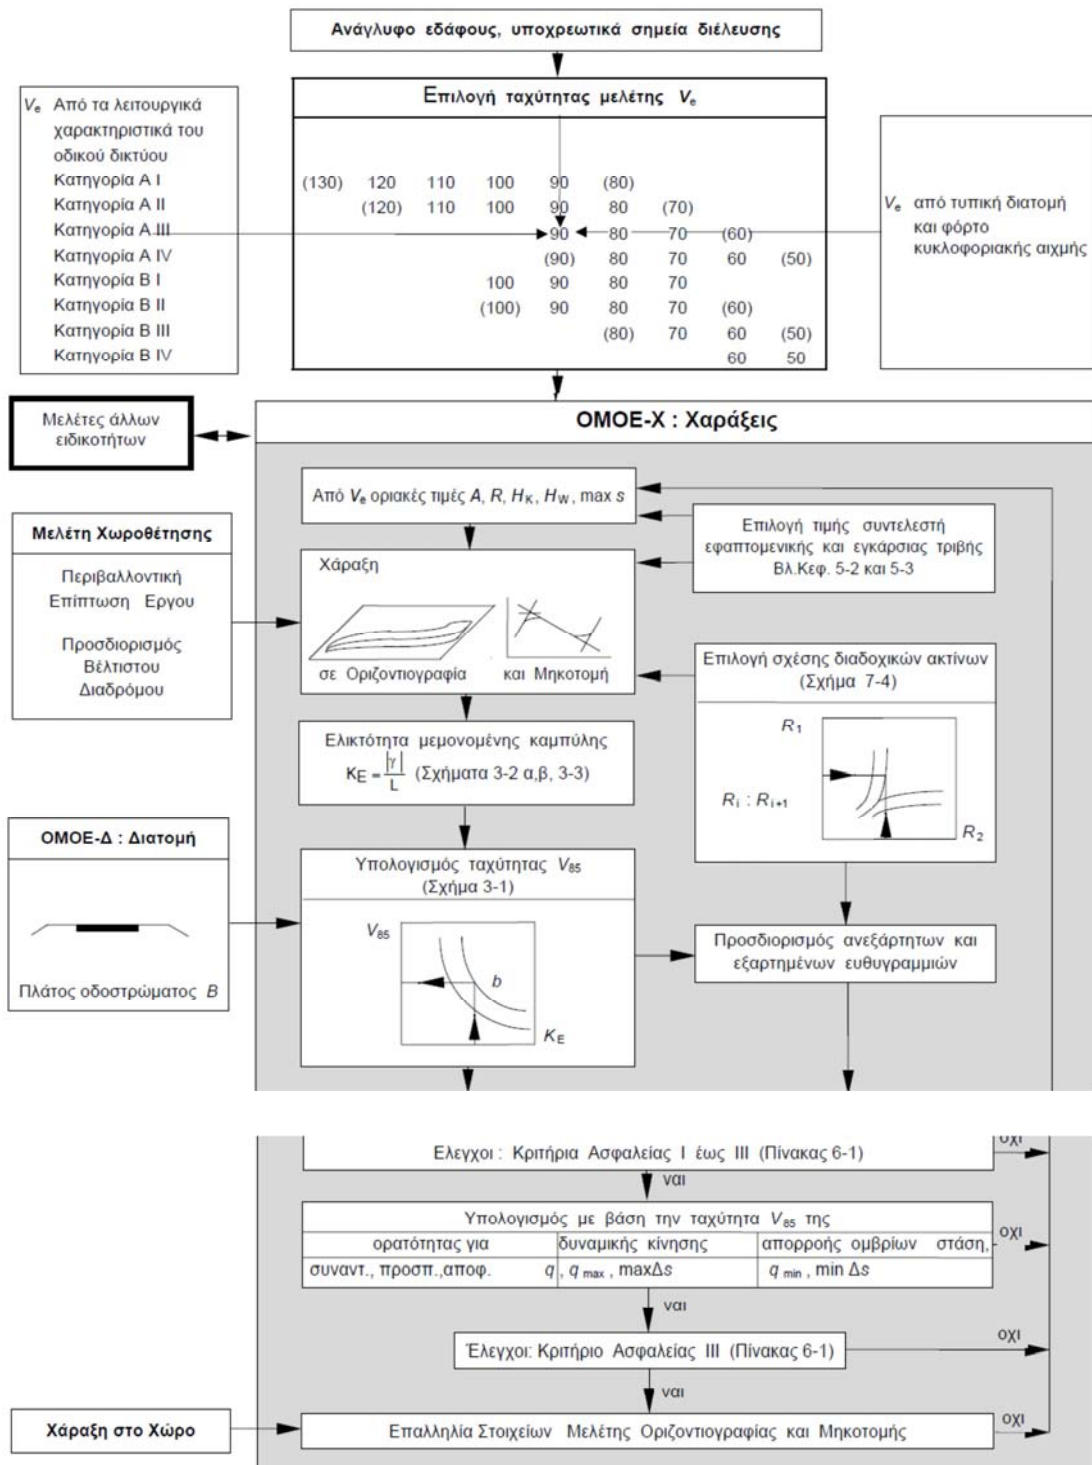 Ανάγλυφο εδάφους, υποχρεωτικά σημεία διέλευσης
Επιλογή ταχύτητας μελέτης Ve
Ve Από τα λειτουργικά
χαρακτηριστικά του
οδικού δικτύου
Κατηγορία Α Ι
Κατηγορία Α ΙΙ
Κατηγορία Α ΙΙΙ
Κατηγορία Α IV
Κατηγορία Β Ι
Κατηγορία Β ΙΙ
Κατηγορία Β ΙΙΙ
Κατηγορία Β IV
(130) 120 110 100 90 (80)
(120) 110 100 90 80 (70)
90 80 70 (60)
(90) 80 70 60 (50)
100 90 80 70
(100) 90 80 70 (60)
(80) 70 60 (50)
60 50
Ve από τυπική διατομή
και φόρτο
κυκλοφοριακής αιχμής
Μελέτες άλλων
ειδικοτήτων
ΟΜΟΕ-Χ : Χαράξεις
Από Ve οριακές τιμές A, R, HK, HW, max s
Επιλογή τιμής συντελεστή
εφαπτομενικής και εγκάρσιας τριβής
Βλ.Κεφ. 5-2 και 5-3
Μελέτη Χωροθέτησης
Περιβαλλοντική
Επίπτωση Εργου
Προσδιορισμός
Βέλτιστου
Διαδρόμου
Χάραξη
σε Οριζοντιογραφία και Μηκοτομή
Επιλογή σχέσης διαδοχικών ακτίνων
(Σχήμα 7-4)
R1
Ri : Ri+1
R2
Ελικτότητα μεμονομένης καμπύλης
KE = |γ| / L (Σχήματα 3-2 α,β, 3-3)
ΟΜΟΕ-Δ : Διατομή
Πλάτος οδοστρώματος B
Υπολογισμός ταχύτητας V85
(Σχήμα 3-1)
V85
b
KE
Προσδιορισμός ανεξάρτητων και
εξαρτημένων ευθυγραμμιών
Ελεγχοι : Κριτήρια Ασφαλείας Ι έως ΙΙΙ (Πίνακας 6-1)
οχι
ναι
Υπολογισμός με βάση την ταχύτητα V85 της
ορατότητας για δυναμικής κίνησης απορροής ομβρίων στάση,
συναντ., προσπ.,αποφ. q , q max , maxΔs q min , min Δs
οχι
ναι
Έλεγχοι: Κριτήριο Ασφαλείας ΙΙΙ (Πίνακας 6-1)
οχι
ναι
Χάραξη στο Χώρο
Επαλληλία Στοιχείων Μελέτης Οριζοντιογραφίας και Μηκοτομής
οχι